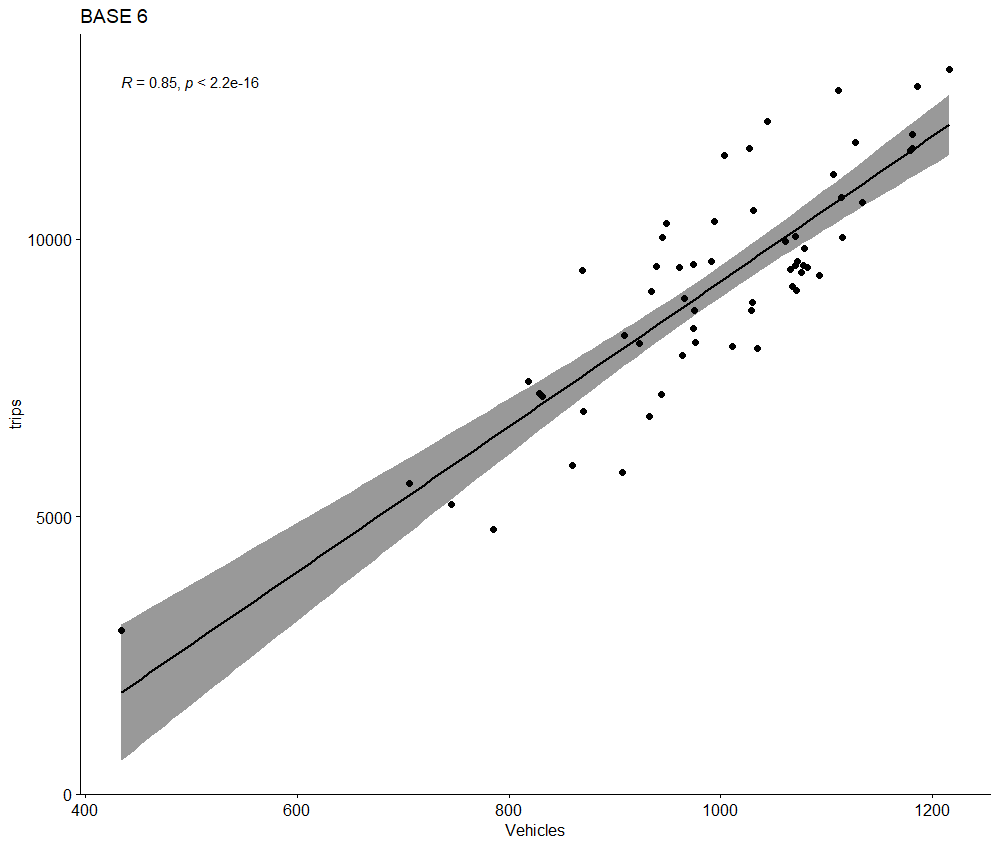 BASE 6
R = 0.85, p < 2.2e-16
10000
5000
0
trips
400 600 800 1000 1200
Vehicles